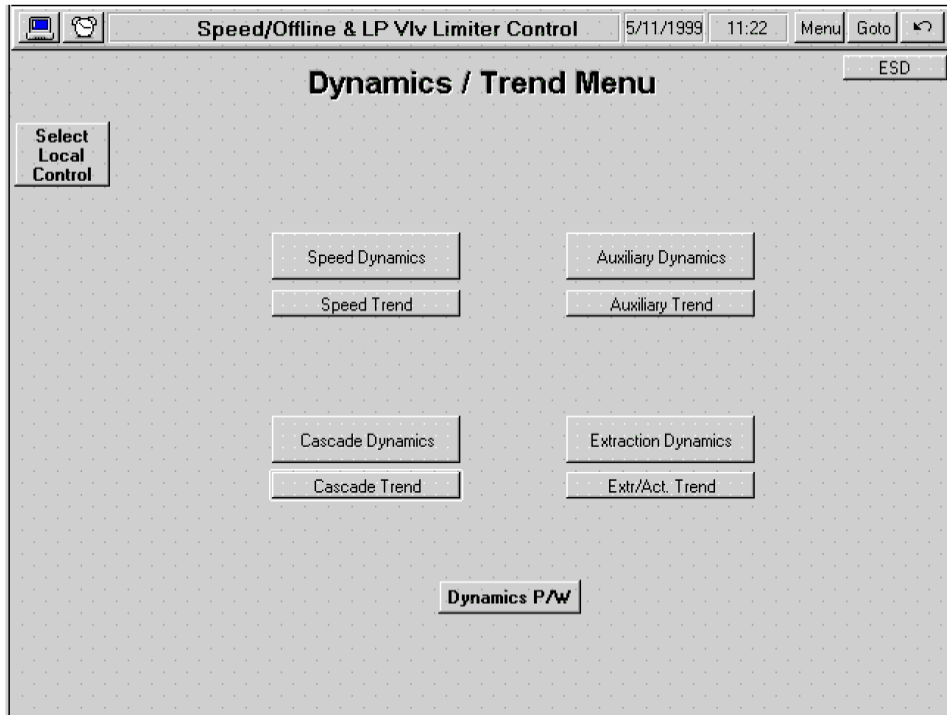 Speed/Offline & LP Vlv Limiter Control 5/11/1999 11:22 Menu Goto
ESD
Dynamics / Trend Menu
Select
Local
Control
Speed Dynamics Auxiliary Dynamics
Speed Trend Auxiliary Trend
Cascade Dynamics Extraction Dynamics
Cascade Trend Extr/Act. Trend
Dynamics P/W